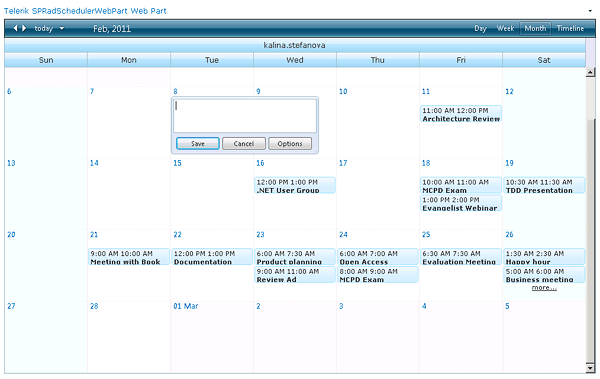 Telerik SPRadSchedulerWebPart Web Part
today Feb, 2011 Day Week Month Timeline
kalina.stefanova
Sun Mon Tue Wed Thu Fri Sat
6 7 8 9 10 11 12
11:00 AM 12:00 PM
Architecture Review
Save Cancel Options
13 14 15 16 17 18 19
12:00 PM 1:00 PM 10:00 AM 11:00 AM 10:30 AM 11:30 AM
.NET User Group MCPD Exam TDD Presentation
1:00 PM 2:00 PM
Evangelist Webinar
20 21 22 23 24 25 26
9:00 AM 10:00 AM 12:00 PM 1:00 PM 6:00 AM 7:30 AM 6:00 AM 7:00 AM 6:30 AM 7:30 AM 1:30 AM 2:30 AM
Meeting with Book Documentation Product planning Open Access Evaluation Meeting Happy hour
9:00 AM 11:00 AM 8:00 AM 9:00 AM 5:00 AM 6:00 AM
Review Ad MCPD Exam Business meeting
more...
27 28 01 Mar 2 3 4 5